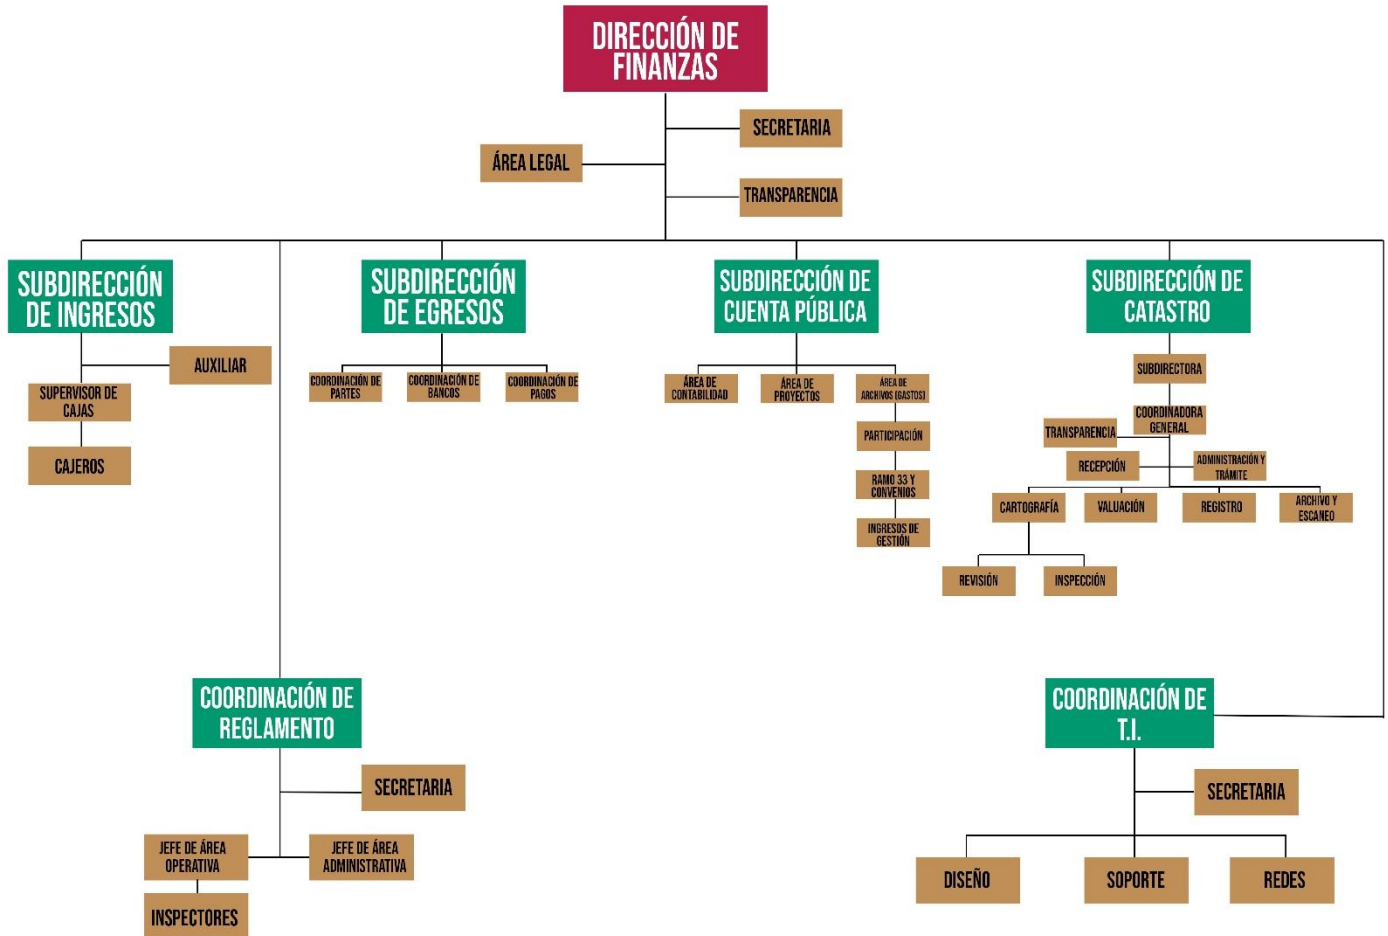 DIRECCIÓN DE
FINANZAS
SECRETARIA
ÁREA LEGAL
TRANSPARENCIA
SUBDIRECCIÓN
DE INGRESOS
SUBDIRECCIÓN
DE EGRESOS
SUBDIRECCIÓN DE
CUENTA PÚBLICA
SUBDIRECCIÓN DE
CATASTRO
AUXILIAR
SUPERVISOR DE
CAJAS
CAJEROS
COORDINACIÓN DE
PARTES
COORDINACIÓN DE
BANCOS
COORDINACIÓN DE
PAGOS
ÁREA DE
CONTABILIDAD
ÁREA DE
PROYECTOS
ÁREA DE
ARCHIVOS (GASTOS)
PARTICIPACIÓN
RAMO 33 Y
CONVENIOS
INGRESOS DE
GESTIÓN
SUBDIRECTORA
COORDINADORA
GENERAL
TRANSPARENCIA
RECEPCIÓN
ADMINISTRACIÓN Y
TRÁMITE
CARTOGRAFÍA
VALUACIÓN
REGISTRO
ARCHIVO Y
ESCANEO
REVISIÓN
INSPECCIÓN
COORDINACIÓN DE
REGLAMENTO
SECRETARIA
JEFE DE ÁREA
OPERATIVA
JEFE DE ÁREA
ADMINISTRATIVA
INSPECTORES
COORDINACIÓN DE
T.I.
SECRETARIA
DISEÑO
SOPORTE
REDES